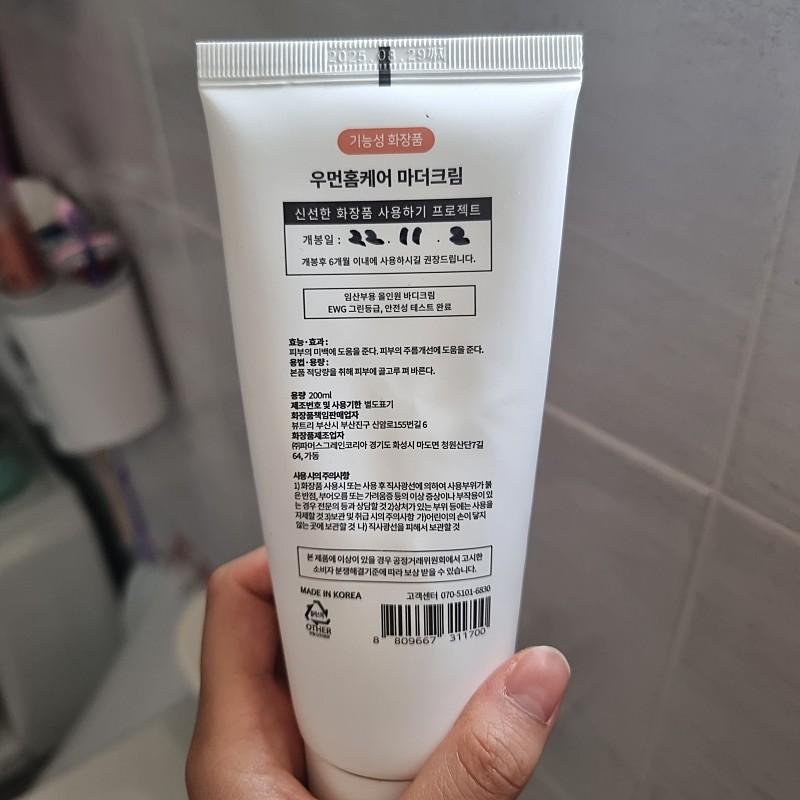 2025.08.29까지
기능성 화장품
우먼홈케어 마더크림
신선한 화장품 사용하기 프로젝트
개봉일 : 22 . 11 . 2
개봉후 6개월 이내에 사용하시길 권장드립니다.
임산부용 올인원 바디크림
EWG 그린등급, 안전성 테스트 완료
효능·효과 :
피부의 미백에 도움을 준다. 피부의 주름개선에 도움을 준다.
용법·용량 :
본품 적당량을 취해 피부에 골고루 펴 바른다.
용량 200ml
제조번호 및 사용기한 별도표기
화장품책임판매업자
뷰트리 부산시 부산진구 신암로155번길 6
화장품제조업자
㈜파머스그레인코리아 경기도 화성시 마도면 청원산단7길
64, 가동
사용 시의 주의사항
1) 화장품 사용시 또는 사용 후 직사광선에 의하여 사용부위가 붉
은 반점, 부어오름 또는 가려움증 등의 이상 증상이나 부작용이 있
는 경우 전문의 등과 상담할 것 2)상처가 있는 부위 등에는 사용을
자제할 것 3)보관 및 취급 시의 주의사항 가)어린이의 손이 닿지
않는 곳에 보관할 것 나) 직사광선을 피해서 보관할 것
본 제품에 이상이 있을 경우 공정거래위원회에서 고시한
소비자 분쟁해결기준에 따라 보상 받을 수 있습니다.
MADE IN KOREA 고객센터 070-5101-6830
OTHER
8 809667 311700